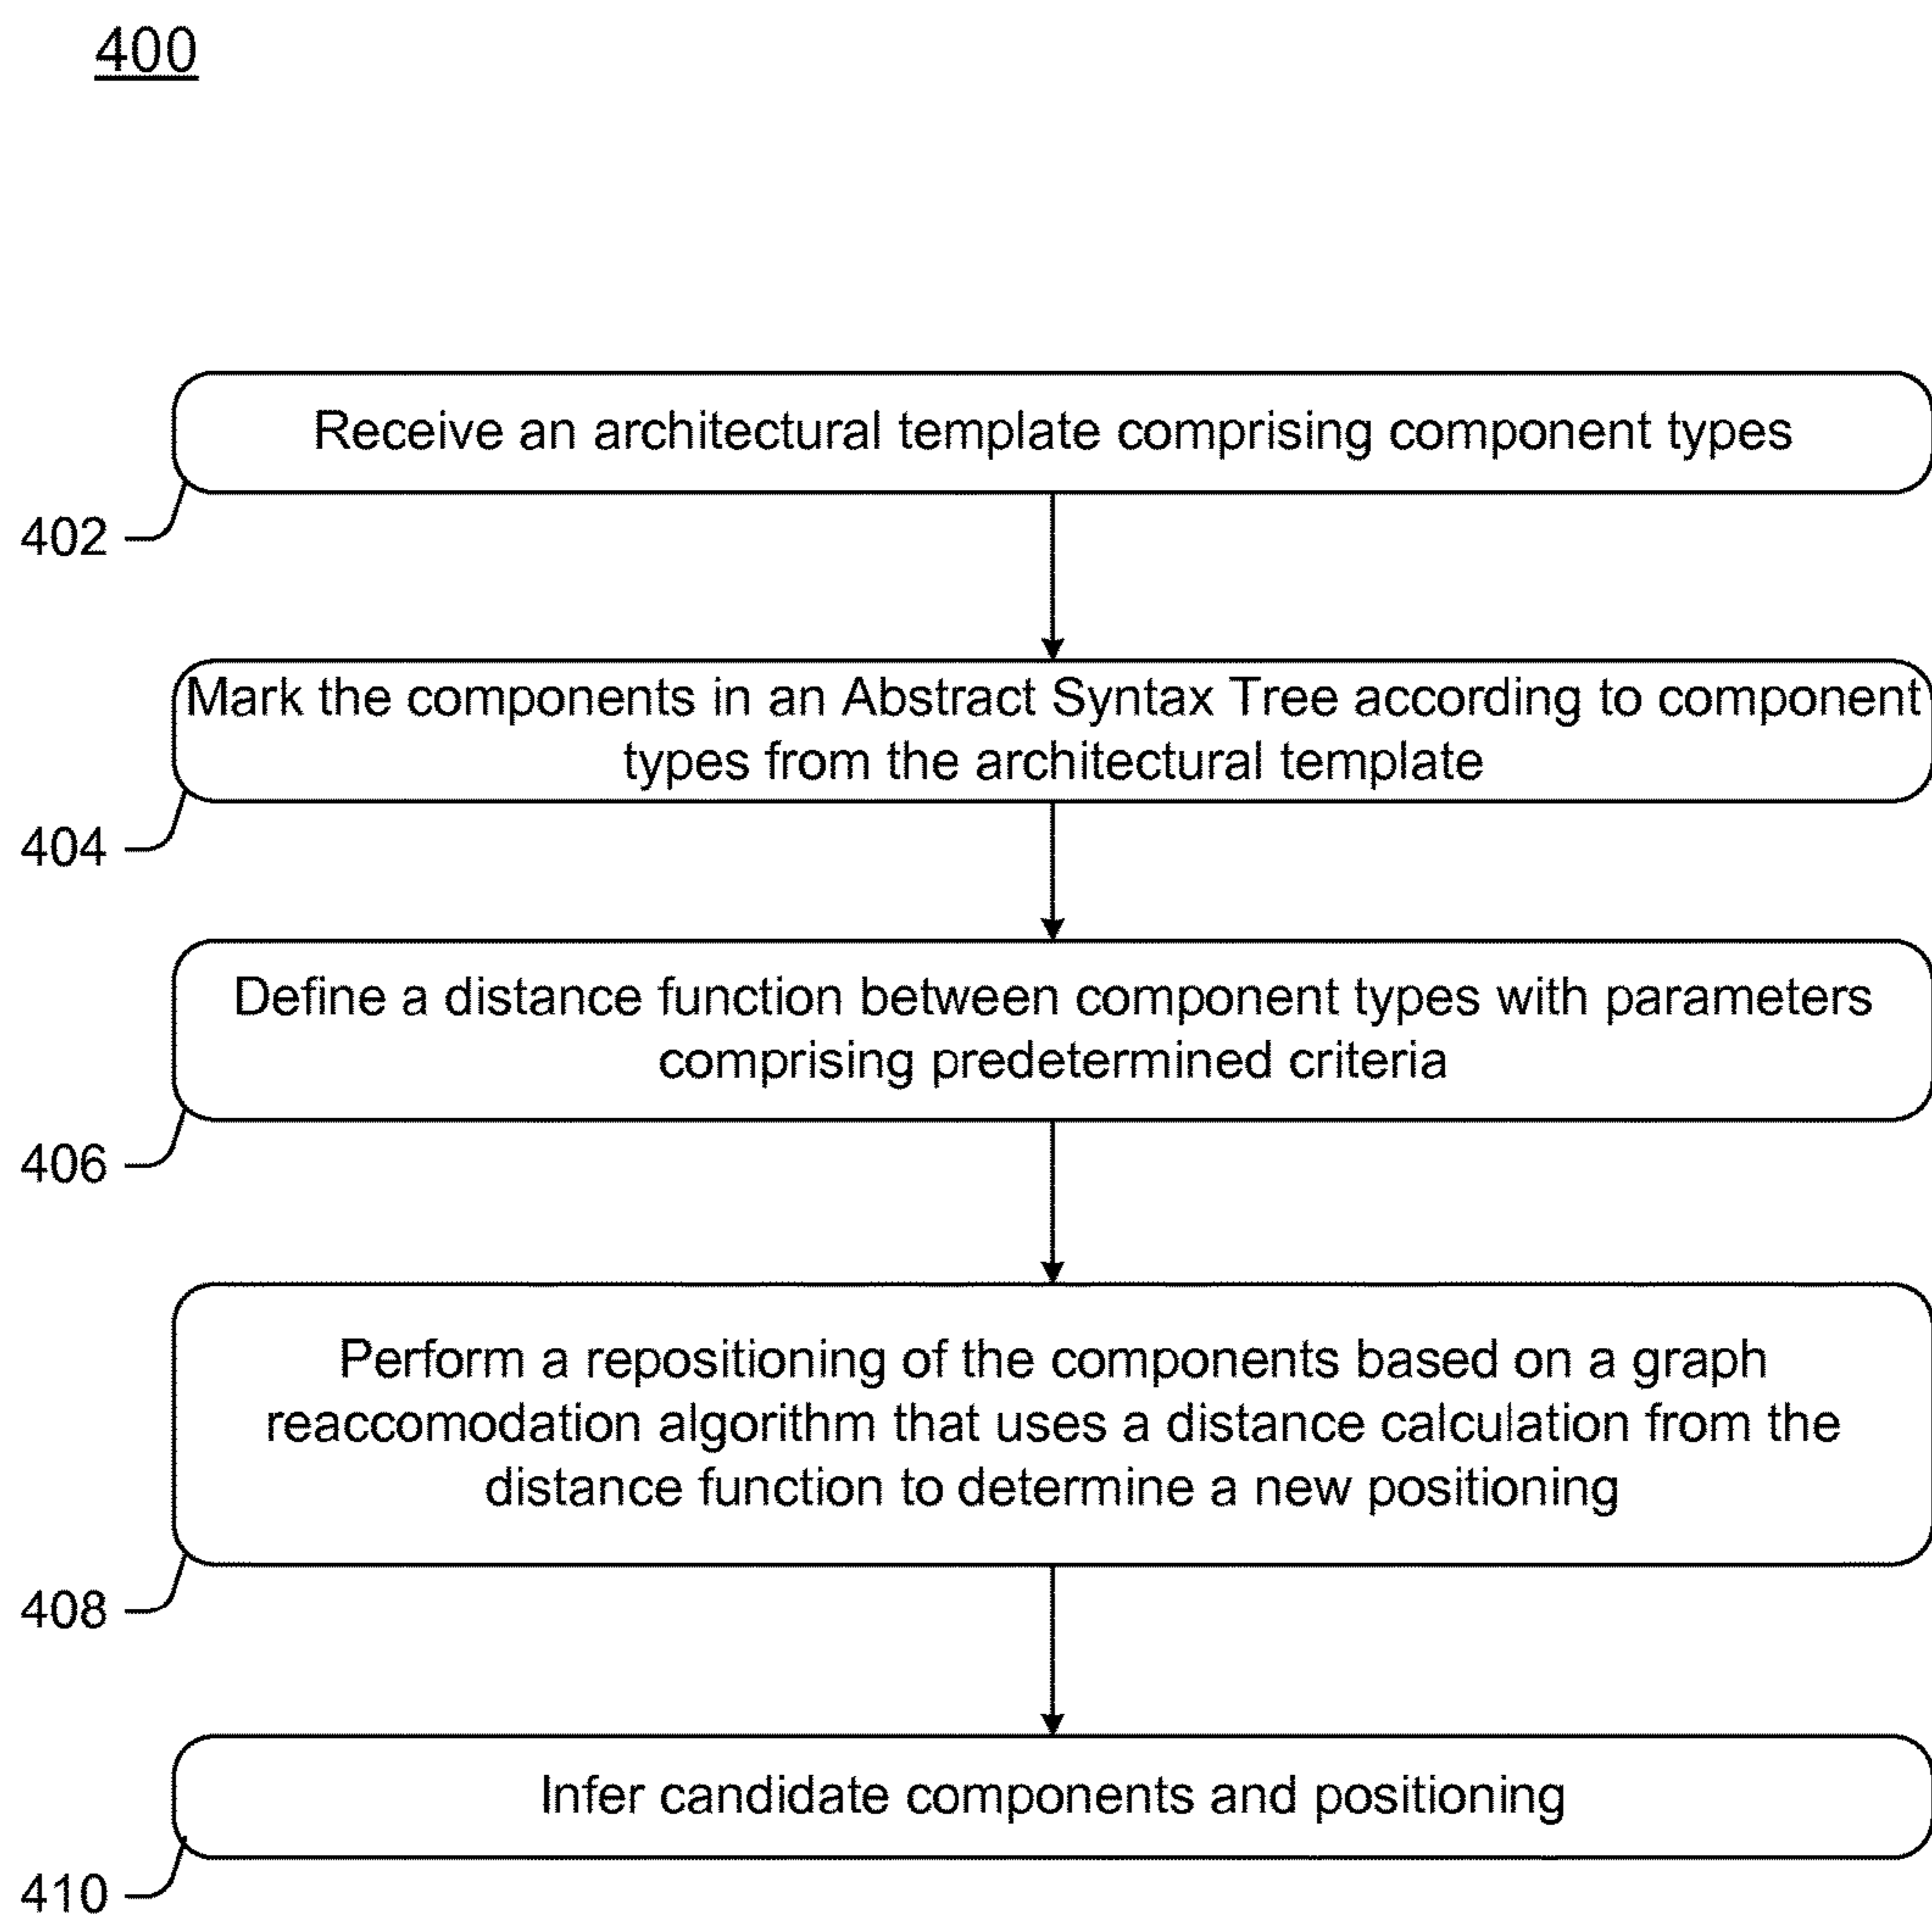 400
Receive an architectural template comprising component types
402
Mark the components in an Abstract Syntax Tree according to component
types from the architectural template
404
Define a distance function between component types with parameters
comprising predetermined criteria
406
Perform a repositioning of the components based on a graph
reaccomodation algorithm that uses a distance calculation from the
distance function to determine a new positioning
408
Infer candidate components and positioning
410